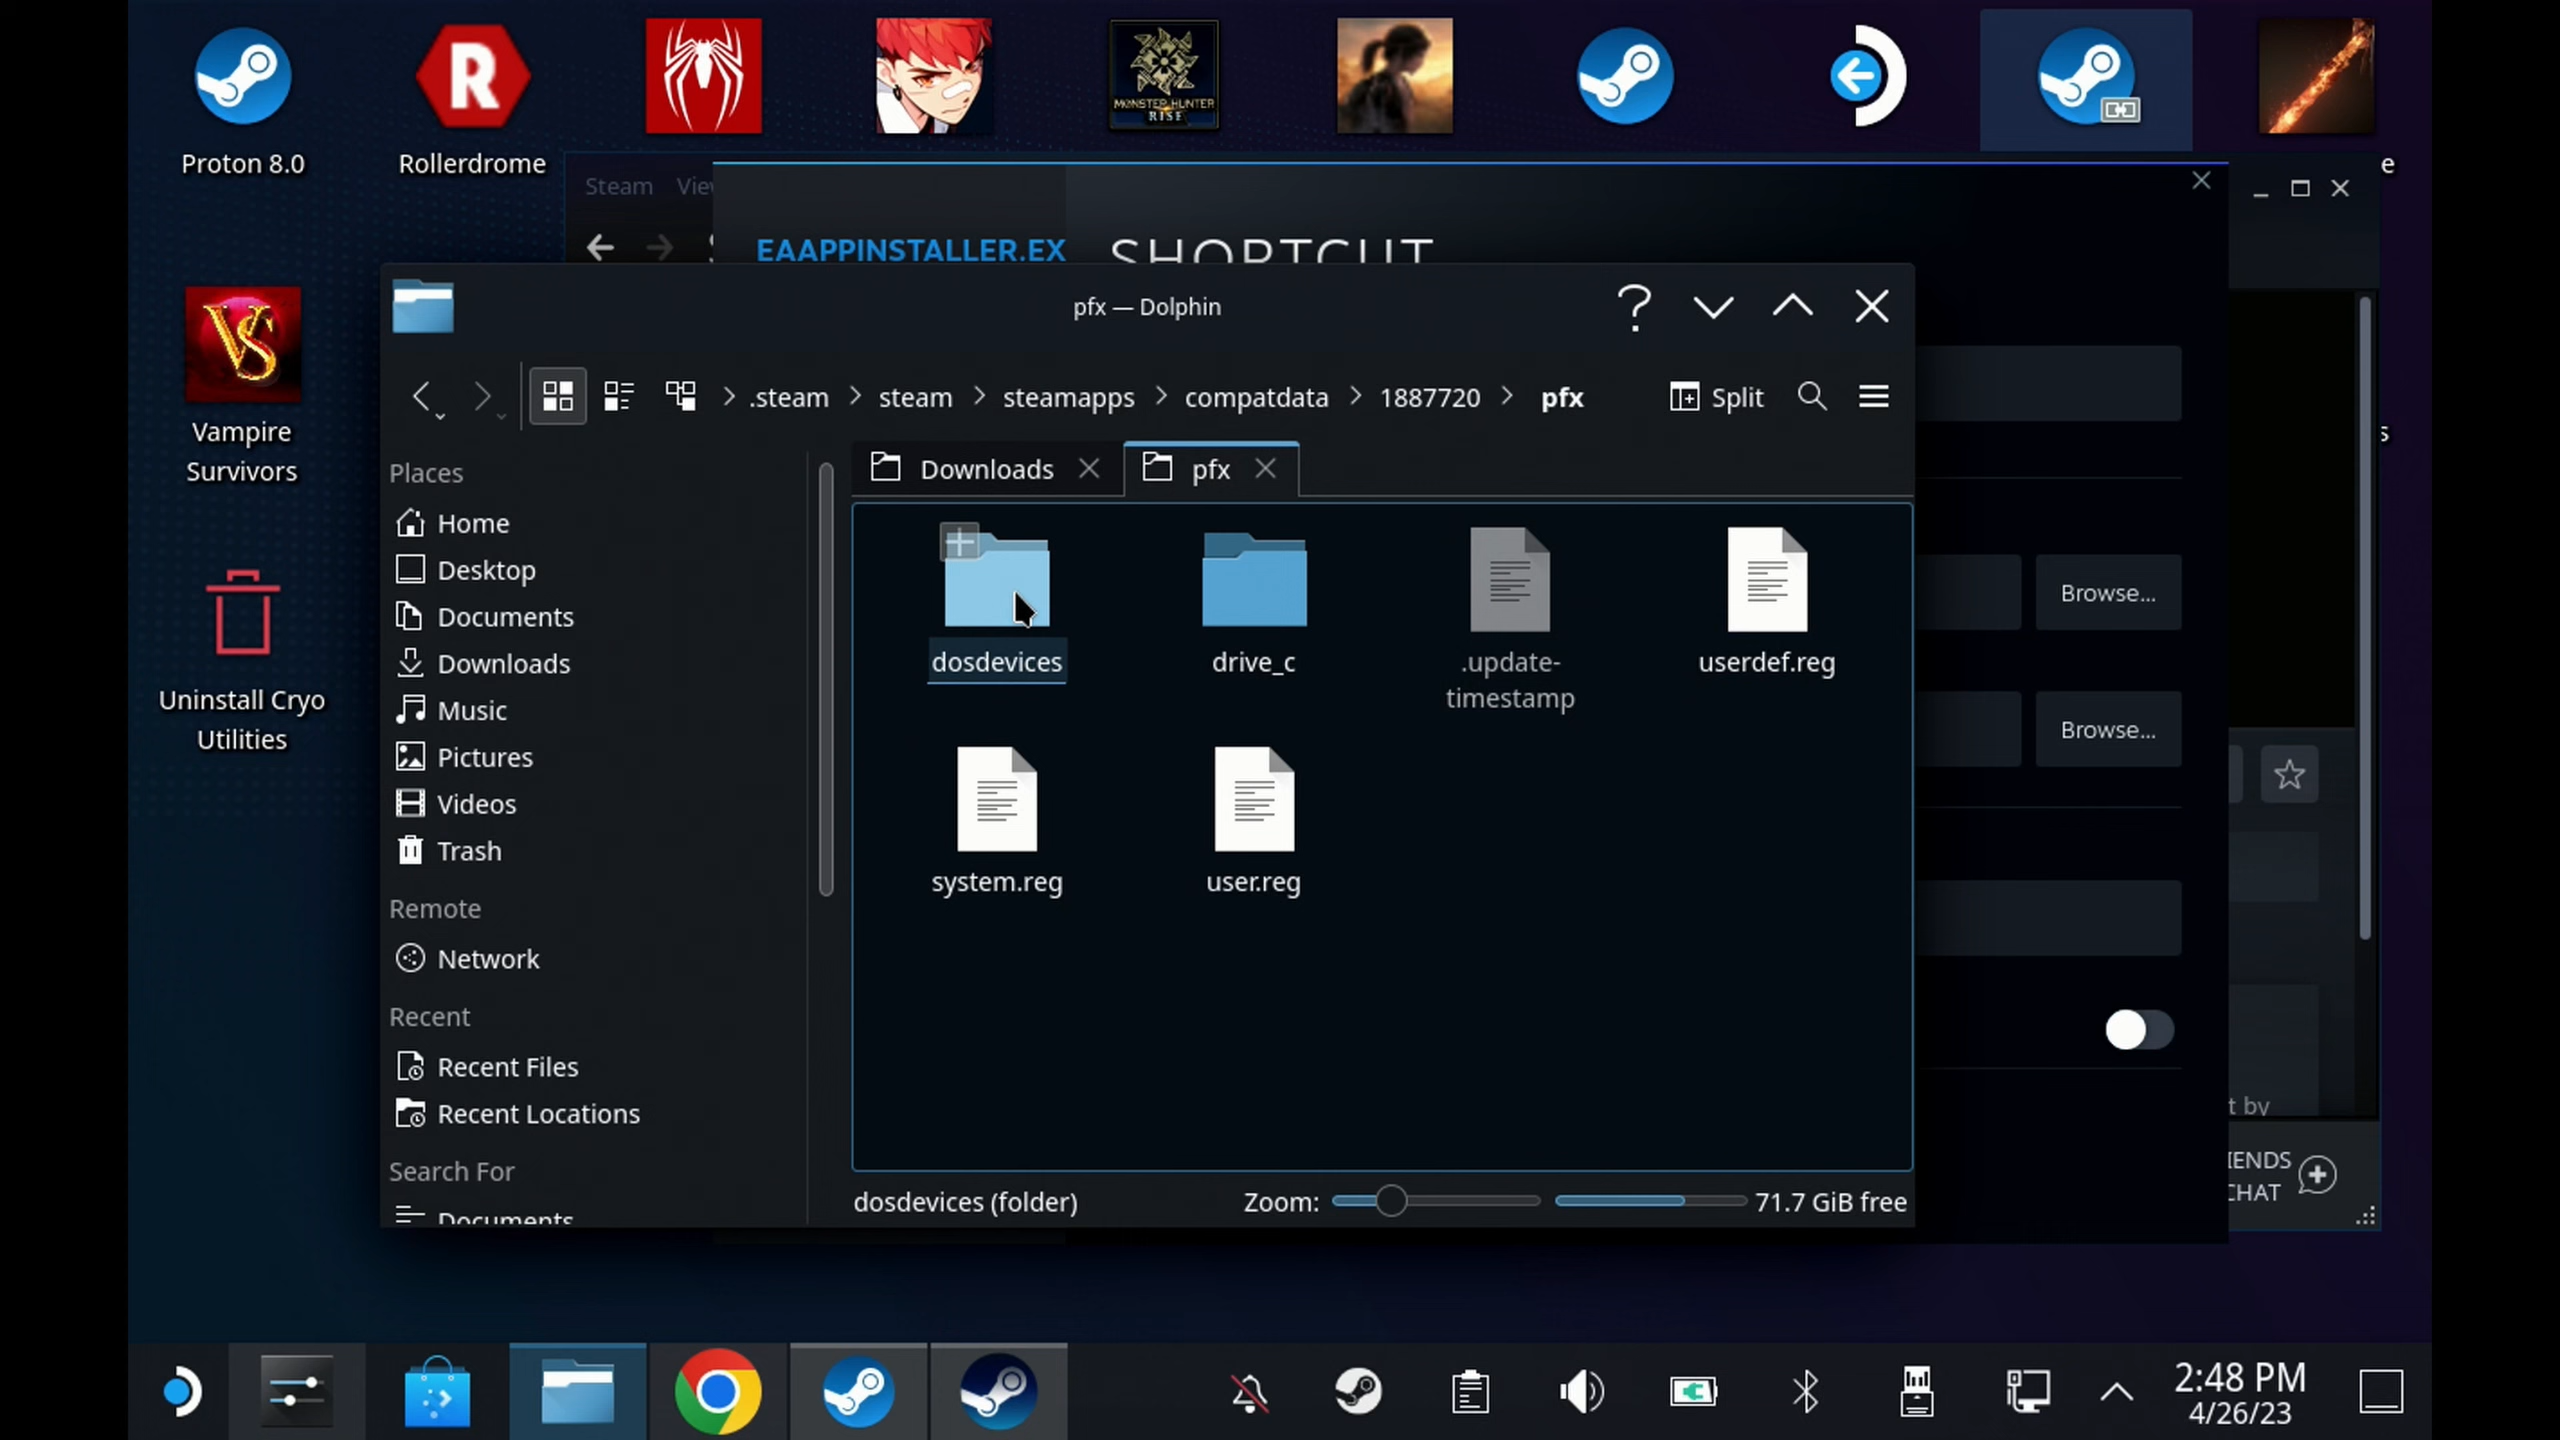 MONSTER HUNTER
RISE
Proton 8.0
Rollerdrome
e
Steam
EAAPPINSTALLER.EX
SHORTCUT
Vampire
Survivors
Uninstall Cryo
Utilities
pfx — Dolphin
.steam > steam > steamapps > compatdata > 1887720 > pfx
Split
Downloads
pfx
Places
Home
Desktop
Documents
Downloads
Music
Pictures
Videos
Trash
Remote
Network
Recent
Recent Files
Recent Locations
Search For
Documents
dosdevices
drive_c
.update-
timestamp
userdef.reg
system.reg
user.reg
dosdevices (folder)
Zoom:
71.7 GiB free
Browse...
Browse...
s
t by
IENDS
CHAT
2:48 PM
4/26/23